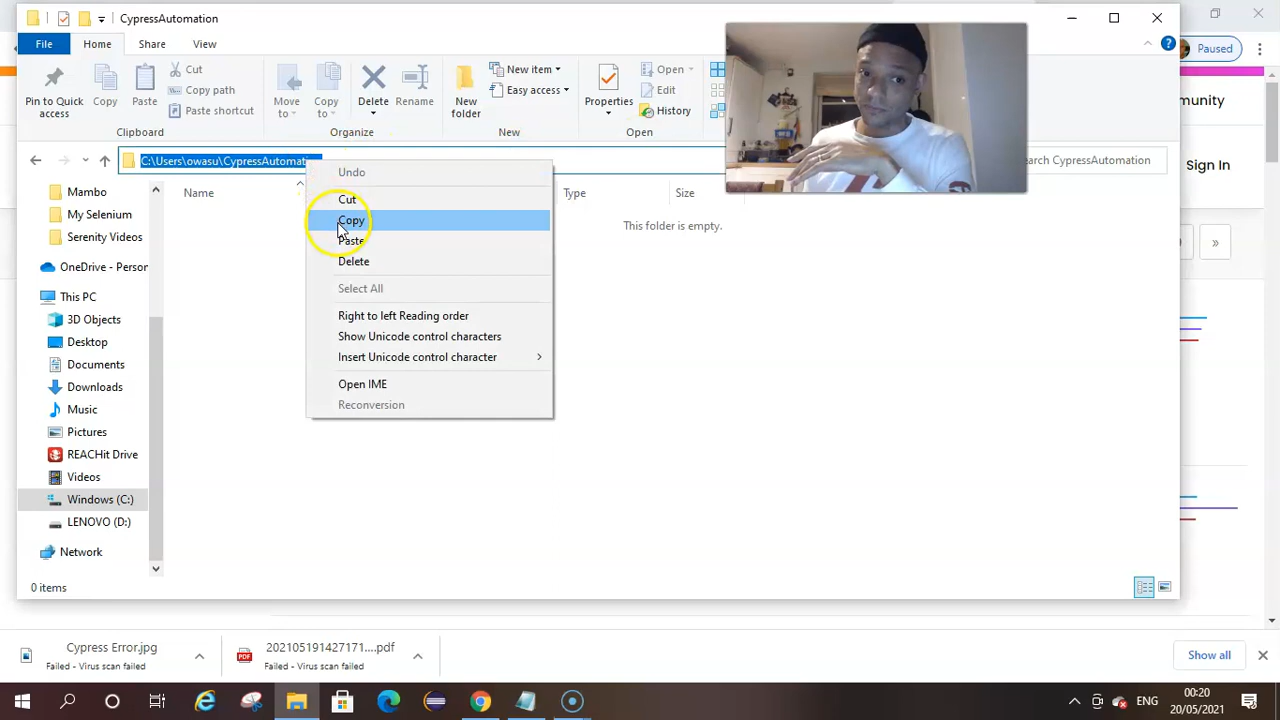 CypressAutomation
File
Home
Share
View
Paused
Pin to Quick access
Copy
Paste
Cut
Copy path
Paste shortcut
Clipboard
Move to
Copy to
Delete
Rename
Organize
New folder
New item
Easy access
New
Properties
Open
Edit
History
Open
C:\Users\owasu\CypressAutomati
earch CypressAutomation
munity
Sign In
Name
Type
Size
This folder is empty.
Undo
Cut
Copy
Paste
Delete
Select All
Right to left Reading order
Show Unicode control characters
Insert Unicode control character
Open IME
Reconversion
Mambo
My Selenium
Serenity Videos
OneDrive - Person
This PC
3D Objects
Desktop
Documents
Downloads
Music
Pictures
REACHit Drive
Videos
Windows (C:)
LENOVO (D:)
Network
0 items
»
Cypress Error.jpg
Failed - Virus scan failed
202105191427171....pdf
Failed - Virus scan failed
Show all
ENG
00:20
20/05/2021